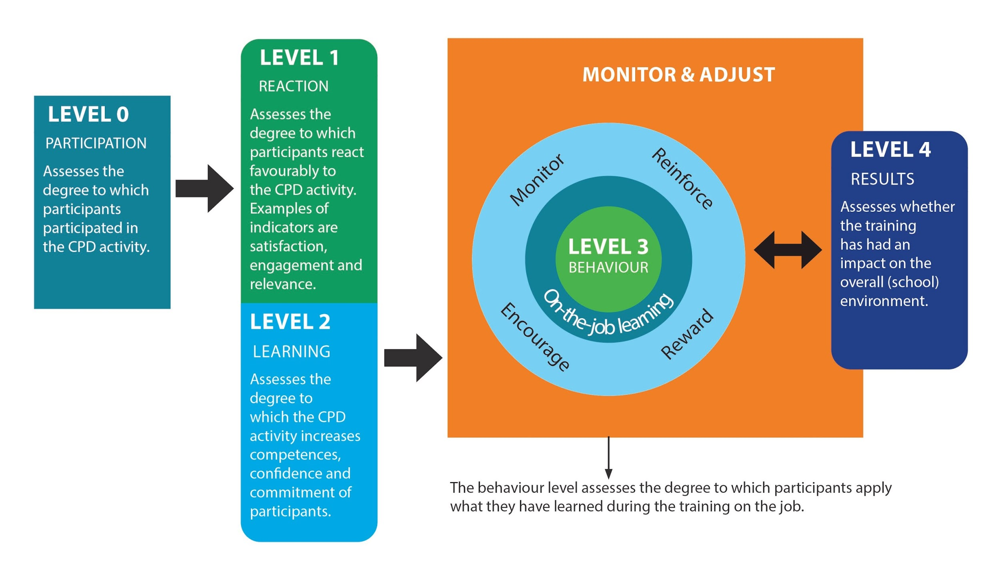 LEVEL 0
PARTICIPATION
Assesses the
degree to which
participants
participated in
the CPD activity.
LEVEL 1
REACTION
Assesses the
degree to which
participants react
favourably to
the CPD activity.
Examples of
indicators are
satisfaction,
engagement and
relevance.
LEVEL 2
LEARNING
Assesses the
degree to
which the CPD
activity increases
competences,
confidence and
commitment of
participants.
MONITOR & ADJUST
Monitor
Reinforce
LEVEL 3
BEHAVIOUR
On-the-job learning
Encourage
Reward
LEVEL 4
RESULTS
Assesses whether
the training
has had an
impact on the
overall (school)
environment.
The behaviour level assesses the degree to which participants apply
what they have learned during the training on the job.